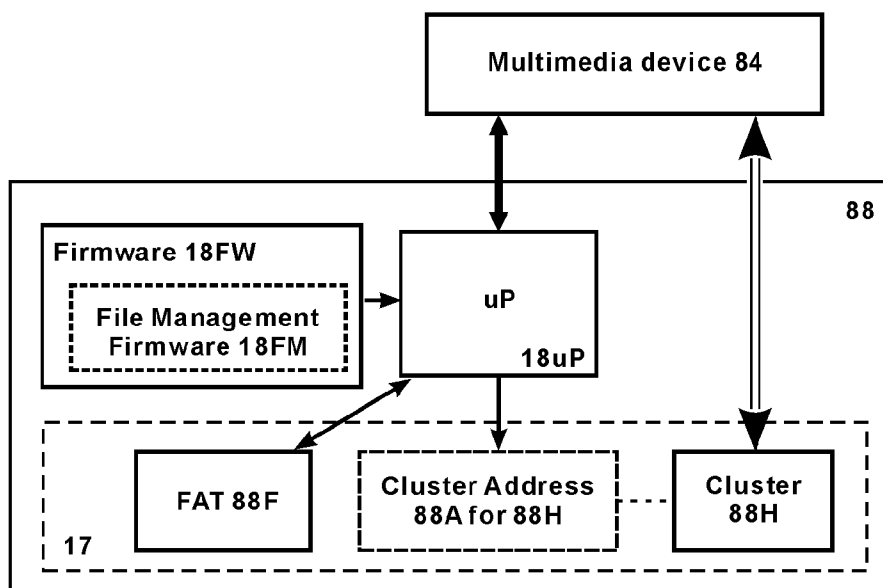 Multimedia device 84
88
Firmware 18FW
File Management
Firmware 18FM
uP
18uP
FAT 88F
Cluster Address
88A for 88H
Cluster
88H
17